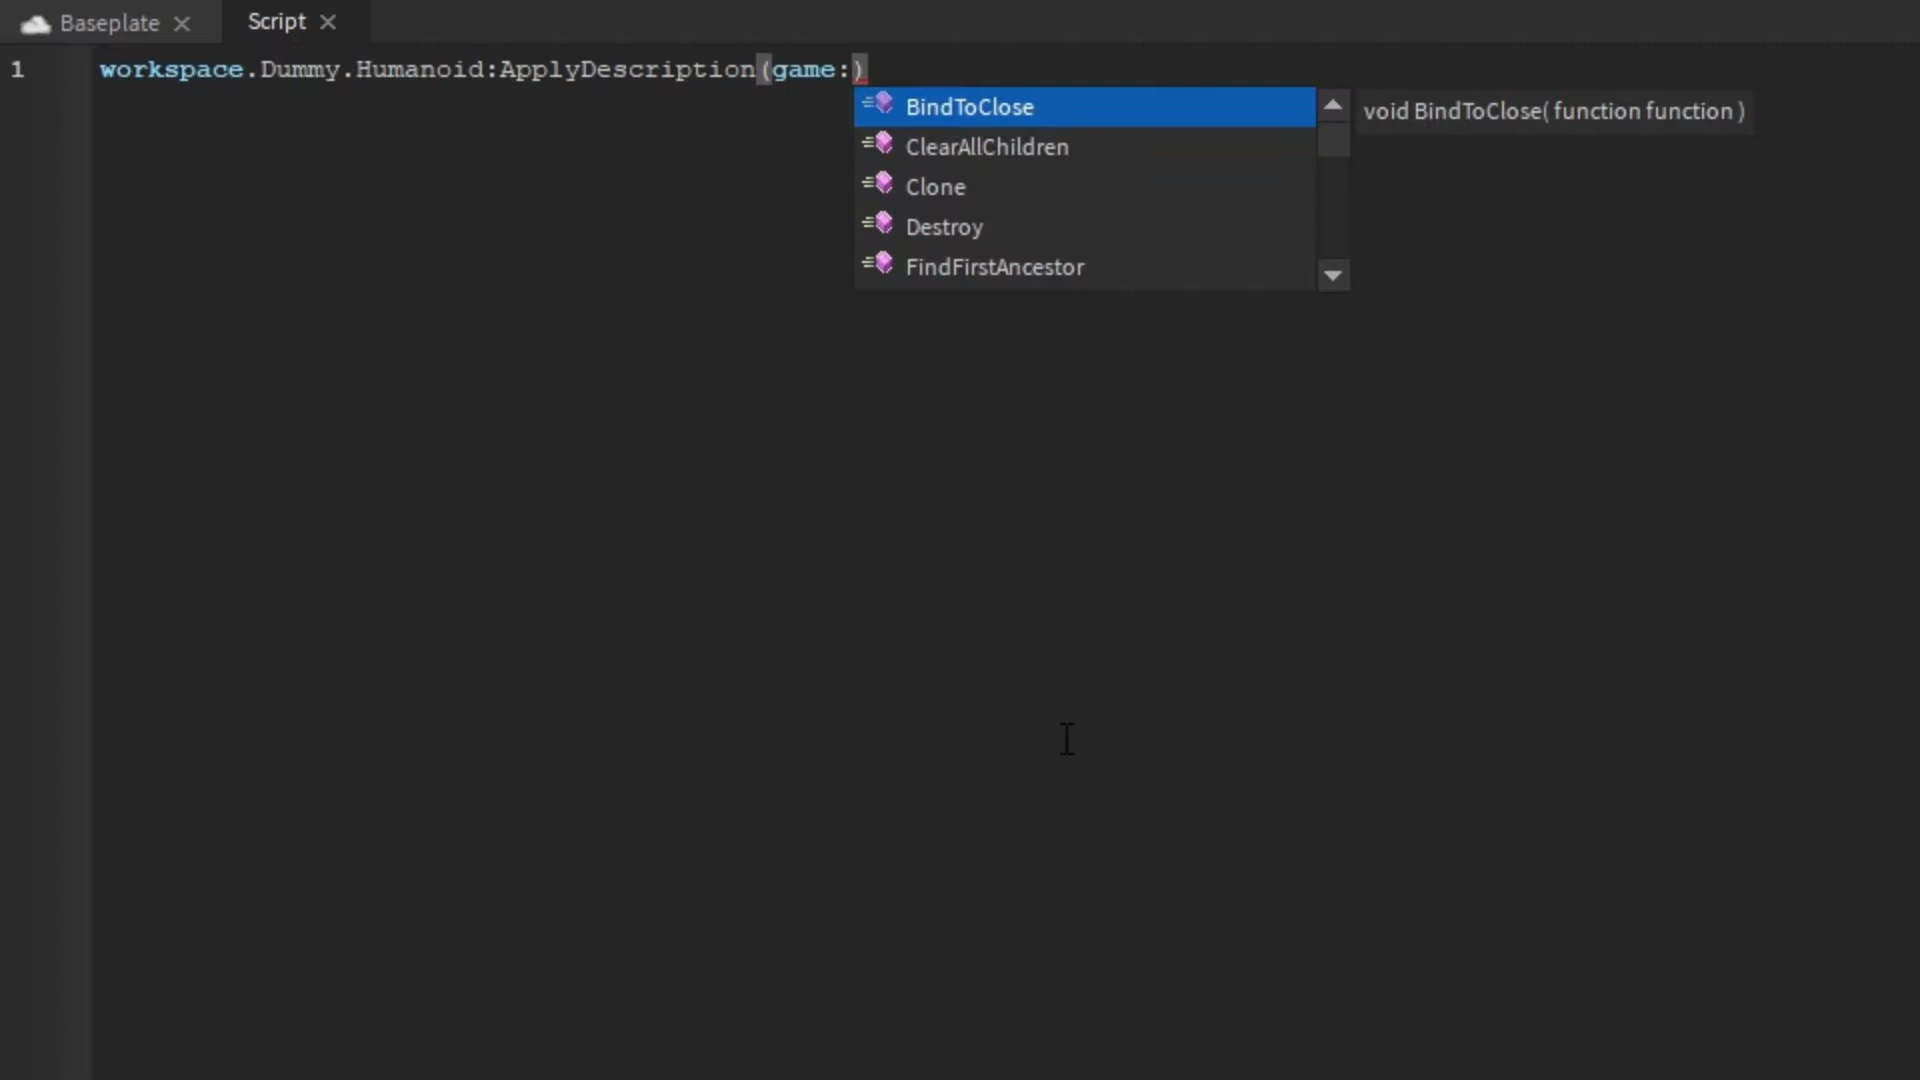 Baseplate
Script
1 workspace.Dummy.Humanoid:ApplyDescription(game:)
BindToClose
void BindToClose( function function )
ClearAllChildren
Clone
Destroy
FindFirstAncestor